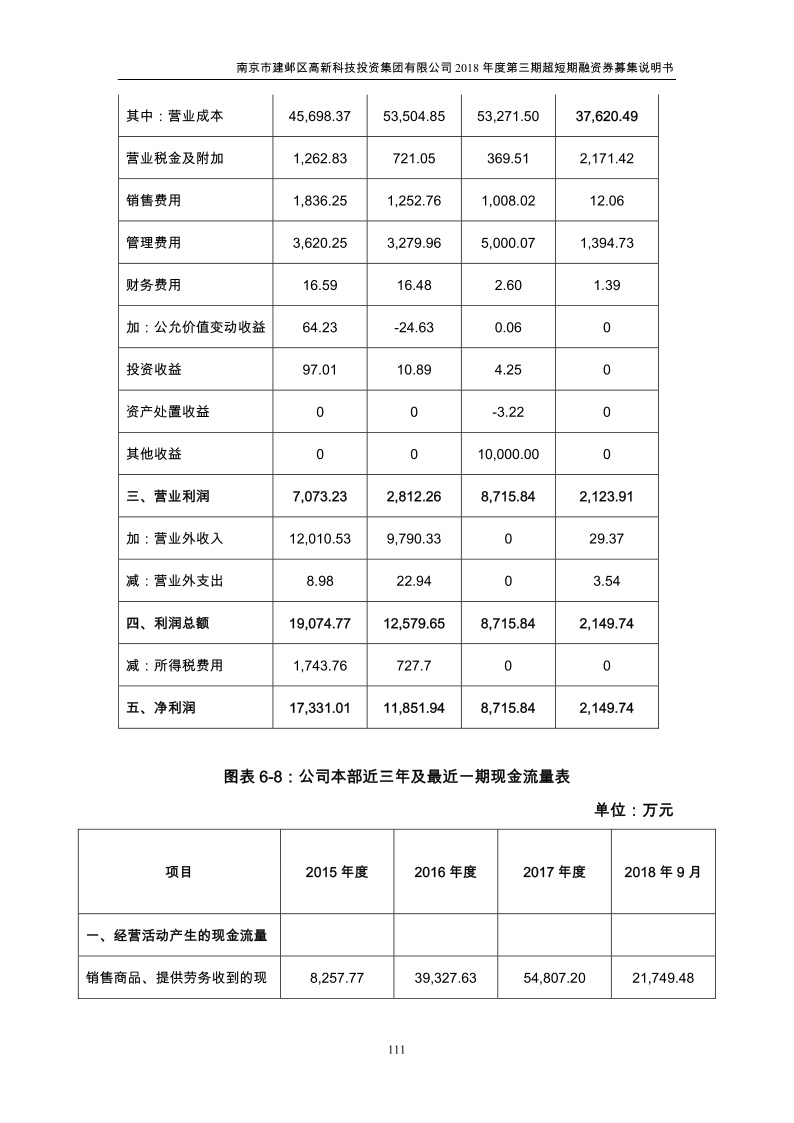 南京市建邺区高新科技投资集团有限公司 2018 年度第三期超短期融资券募集说明书
其中：营业成本 45,698.37 53,504.85 53,271.50 37,620.49
营业税金及附加 1,262.83 721.05 369.51 2,171.42
销售费用 1,836.25 1,252.76 1,008.02 12.06
管理费用 3,620.25 3,279.96 5,000.07 1,394.73
财务费用 16.59 16.48 2.60 1.39
加：公允价值变动收益 64.23 -24.63 0.06 0
投资收益 97.01 10.89 4.25 0
资产处置收益 0 0 -3.22 0
其他收益 0 0 10,000.00 0
三、营业利润 7,073.23 2,812.26 8,715.84 2,123.91
加：营业外收入 12,010.53 9,790.33 0 29.37
减：营业外支出 8.98 22.94 0 3.54
四、利润总额 19,074.77 12,579.65 8,715.84 2,149.74
减：所得税费用 1,743.76 727.7 0 0
五、净利润 17,331.01 11,851.94 8,715.84 2,149.74
图表 6-8：公司本部近三年及最近一期现金流量表
单位：万元
项目 2015 年度 2016 年度 2017 年度 2018 年 9 月
一、经营活动产生的现金流量
销售商品、提供劳务收到的现 8,257.77 39,327.63 54,807.20 21,749.48
111